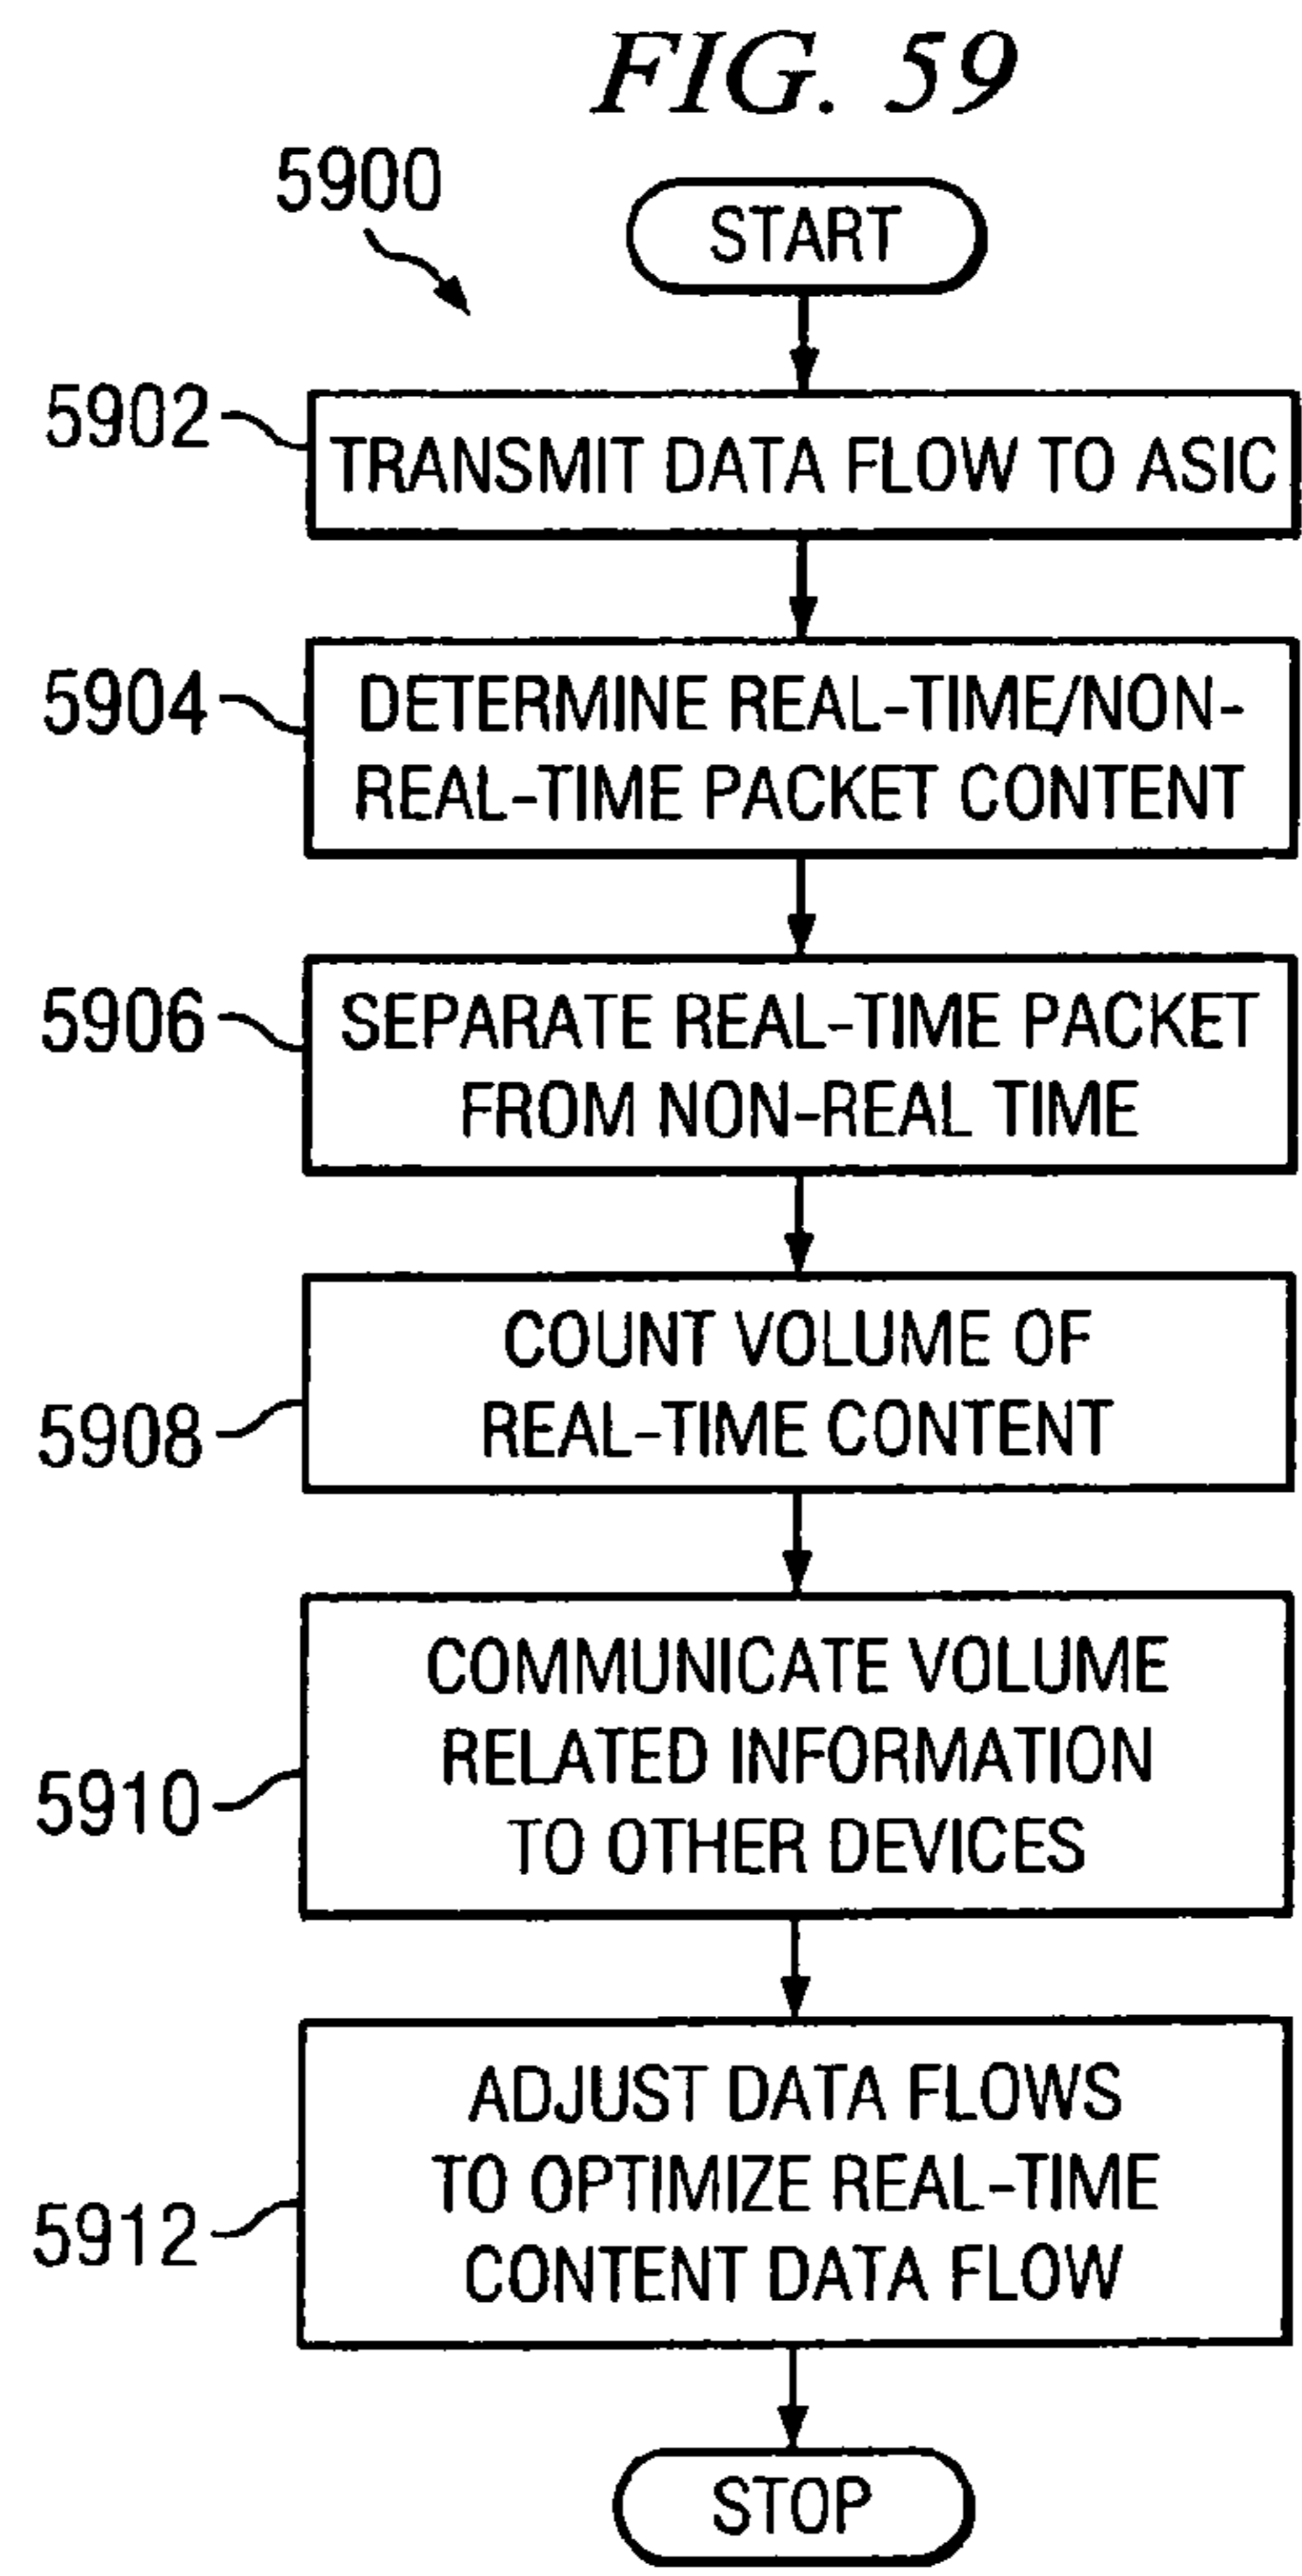 FIG. 59
5900
START
5902
TRANSMIT DATA FLOW TO ASIC
5904
DETERMINE REAL-TIME/NON-
REAL-TIME PACKET CONTENT
5906
SEPARATE REAL-TIME PACKET
FROM NON-REAL TIME
5908
COUNT VOLUME OF
REAL-TIME CONTENT
5910
COMMUNICATE VOLUME
RELATED INFORMATION
TO OTHER DEVICES
5912
ADJUST DATA FLOWS
TO OPTIMIZE REAL-TIME
CONTENT DATA FLOW
STOP